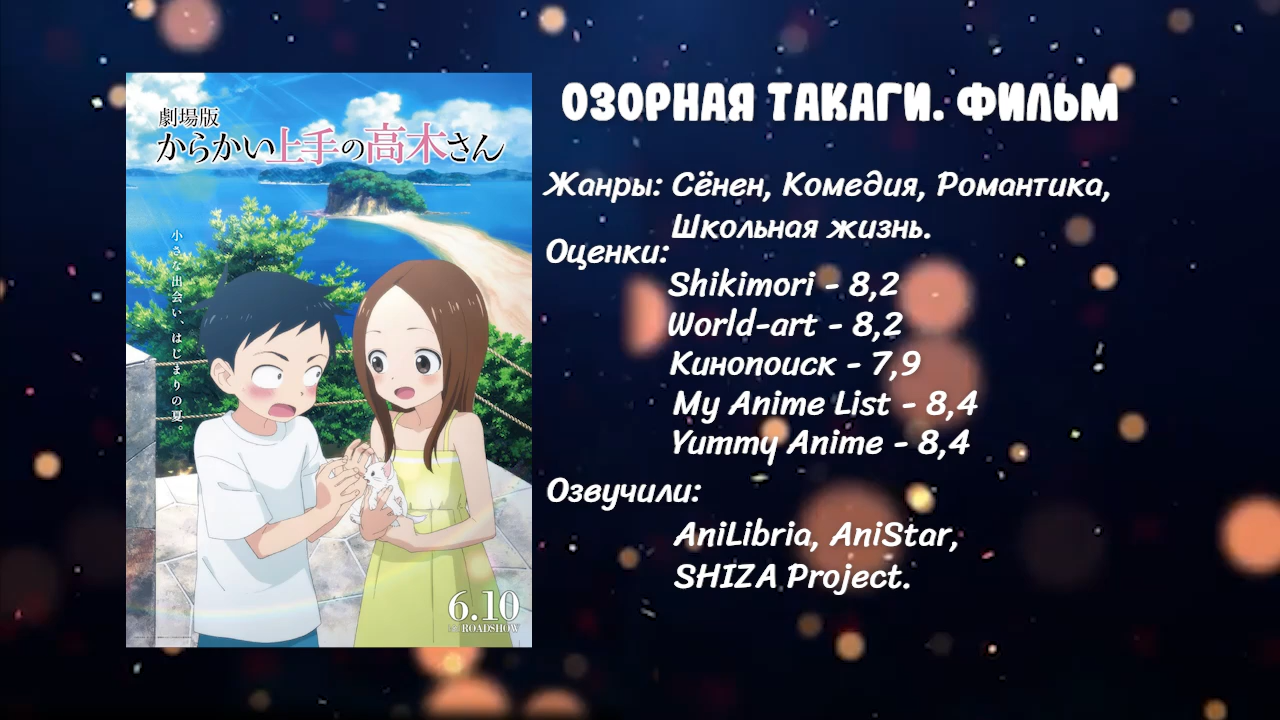 劇場版
からかい上手の高木さん
小さな出会い、はじまりの夏。
6.10
ROADSHOW
ОЗОРНАЯ ТАКАГИ. ФИЛЬМ
Жанры: Сёнен, Комедия, Романтика,
Школьная жизнь.
Оценки:
Shikimori - 8,2
World-art - 8,2
Кинопоиск - 7,9
My Anime List - 8,4
Yummy Anime - 8,4
Озвучили:
AniLibria, AniStar,
SHIZA Project.